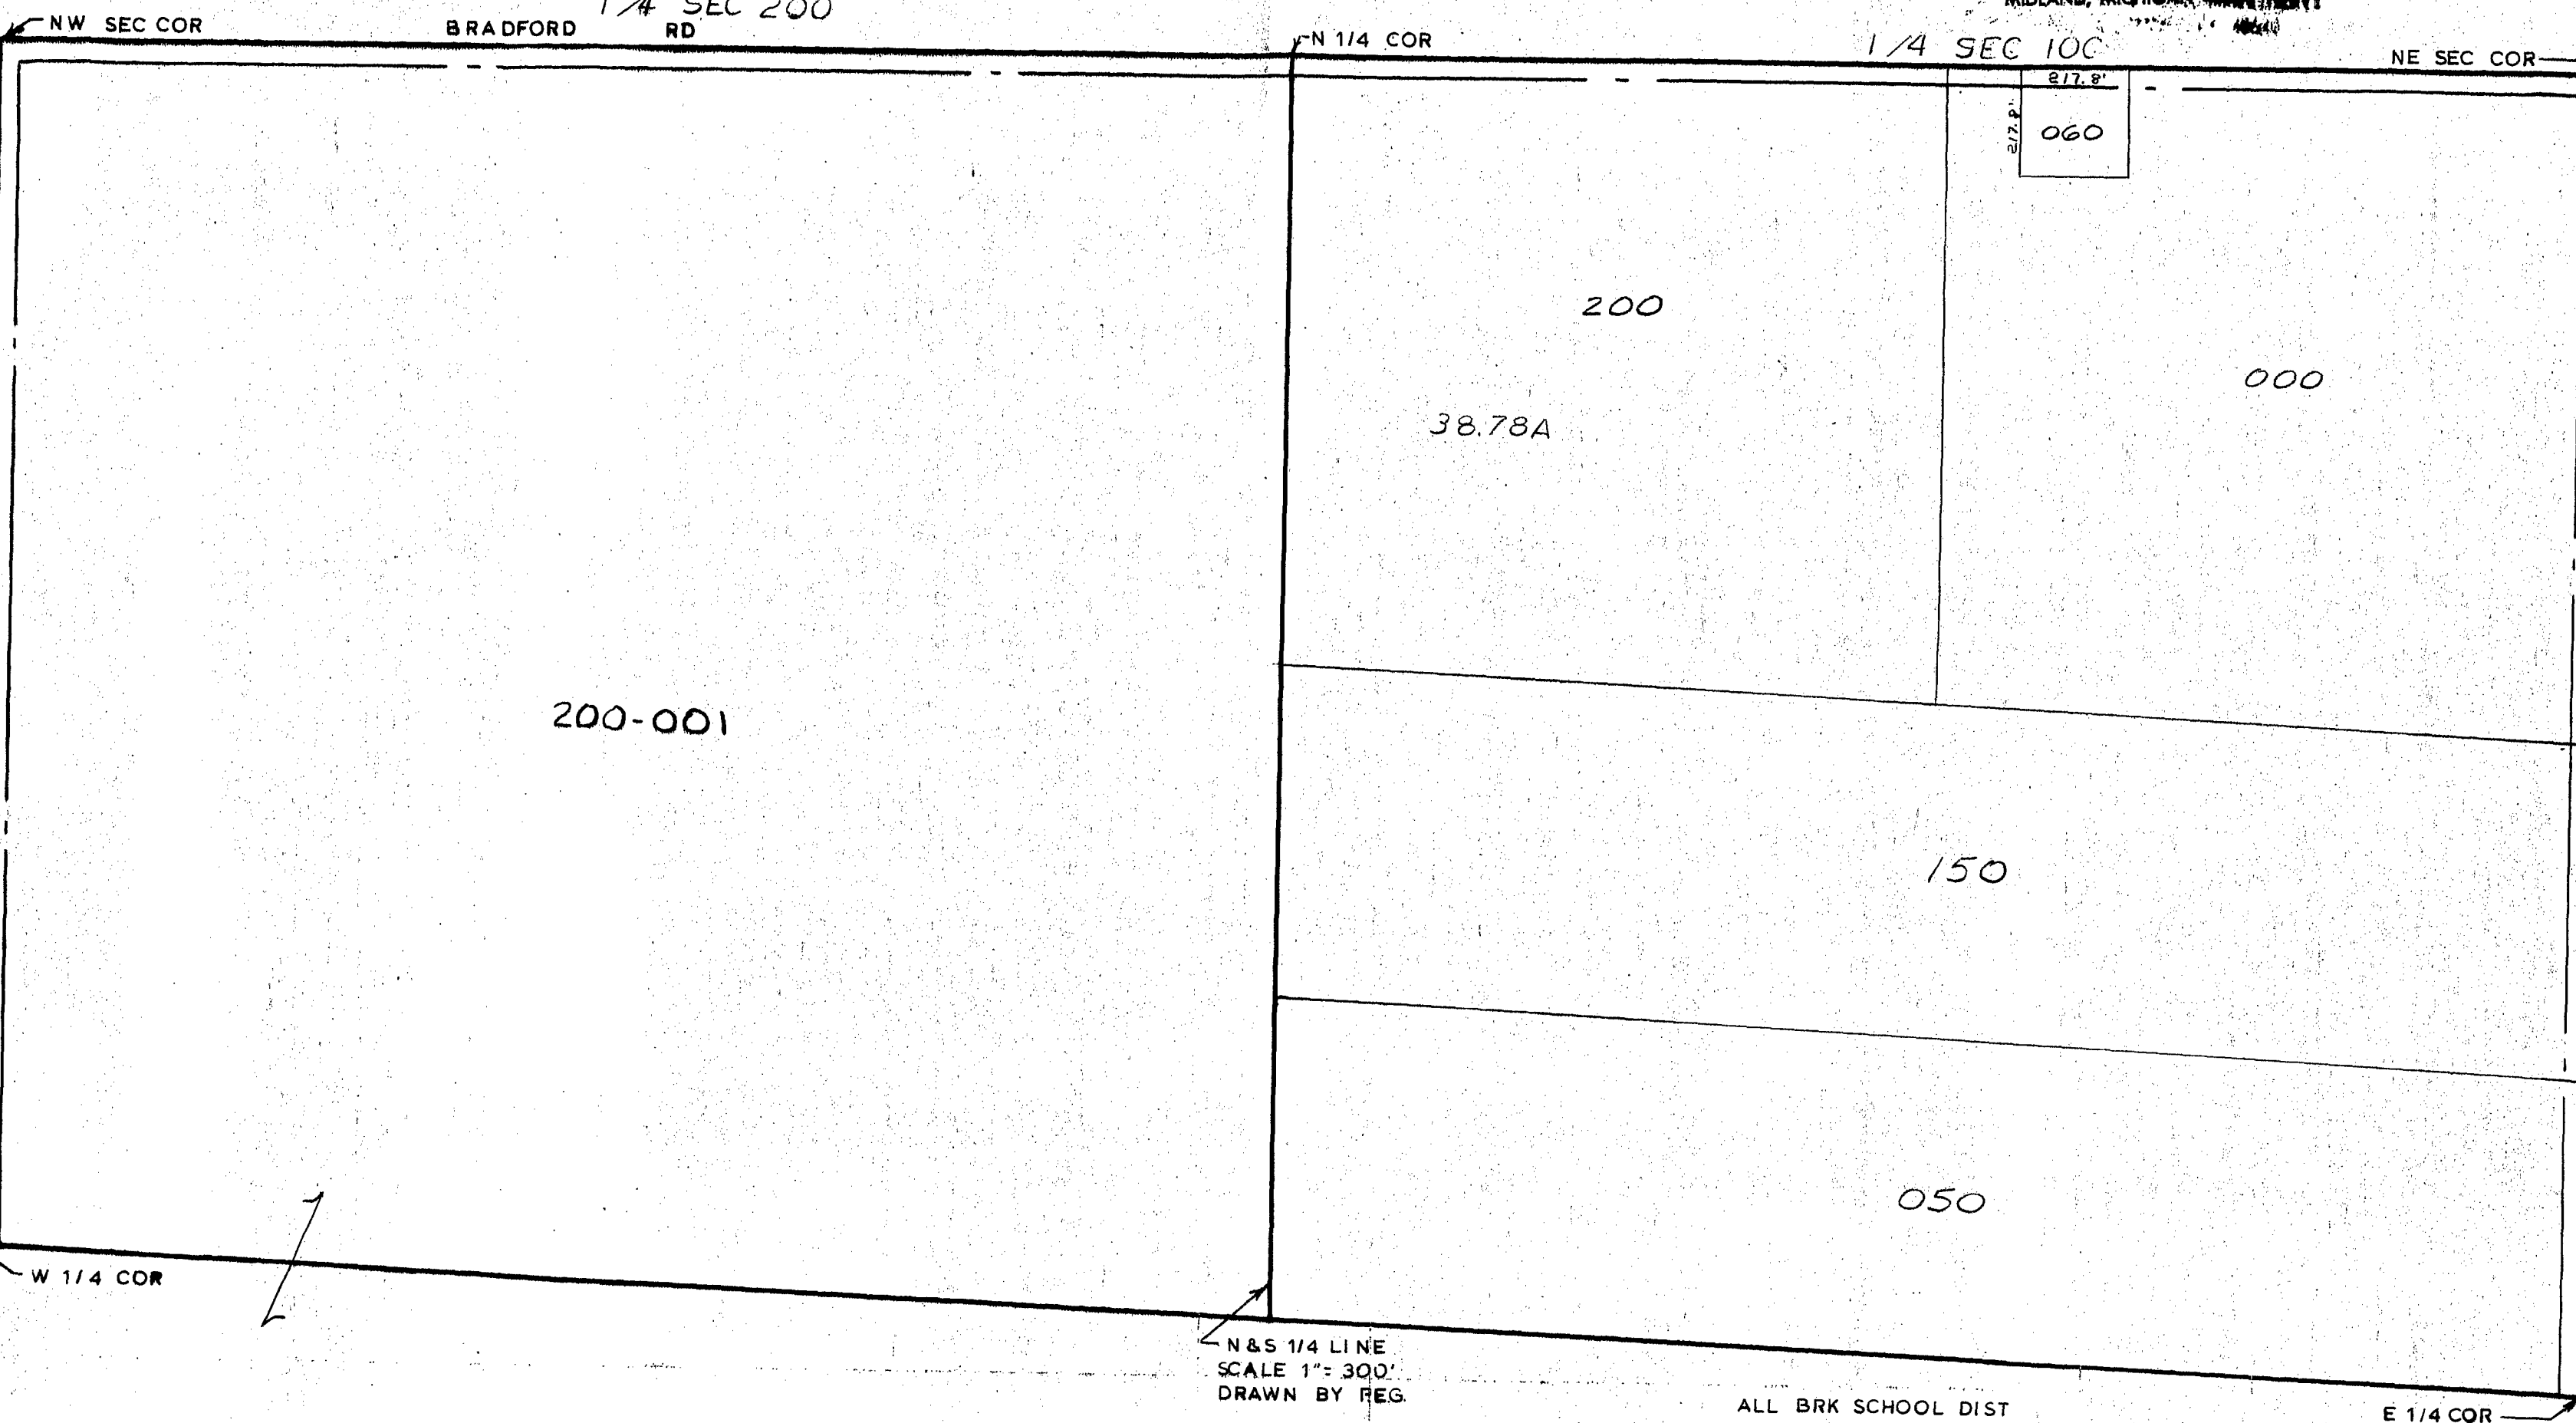 1/4 SEC 200
MIDLAND, MICHIGAN
NW SEC COR
BRADFORD RD
N 1/4 COR
1/4 SEC 100
NE SEC COR
217.8'
217.8'
060
200
000
38.78A
200-001
150
050
W 1/4 COR
N&S 1/4 LINE
SCALE 1"= 300'
DRAWN BY PEG.
ALL BRK SCHOOL DIST
E 1/4 COR